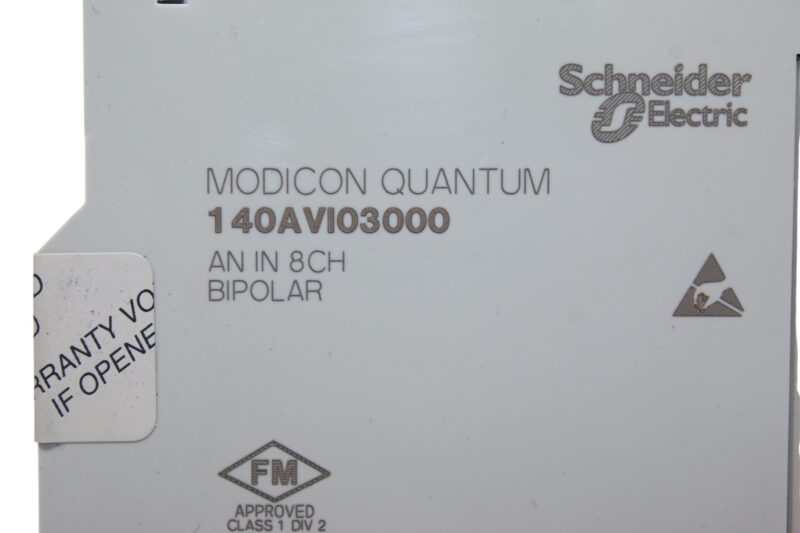 Schneider
Electric
MODICON QUANTUM
140AVI03000
AN IN 8CH
BIPOLAR
RRANTY VO
IF OPENE
FM
APPROVED
CLASS 1 DIV 2